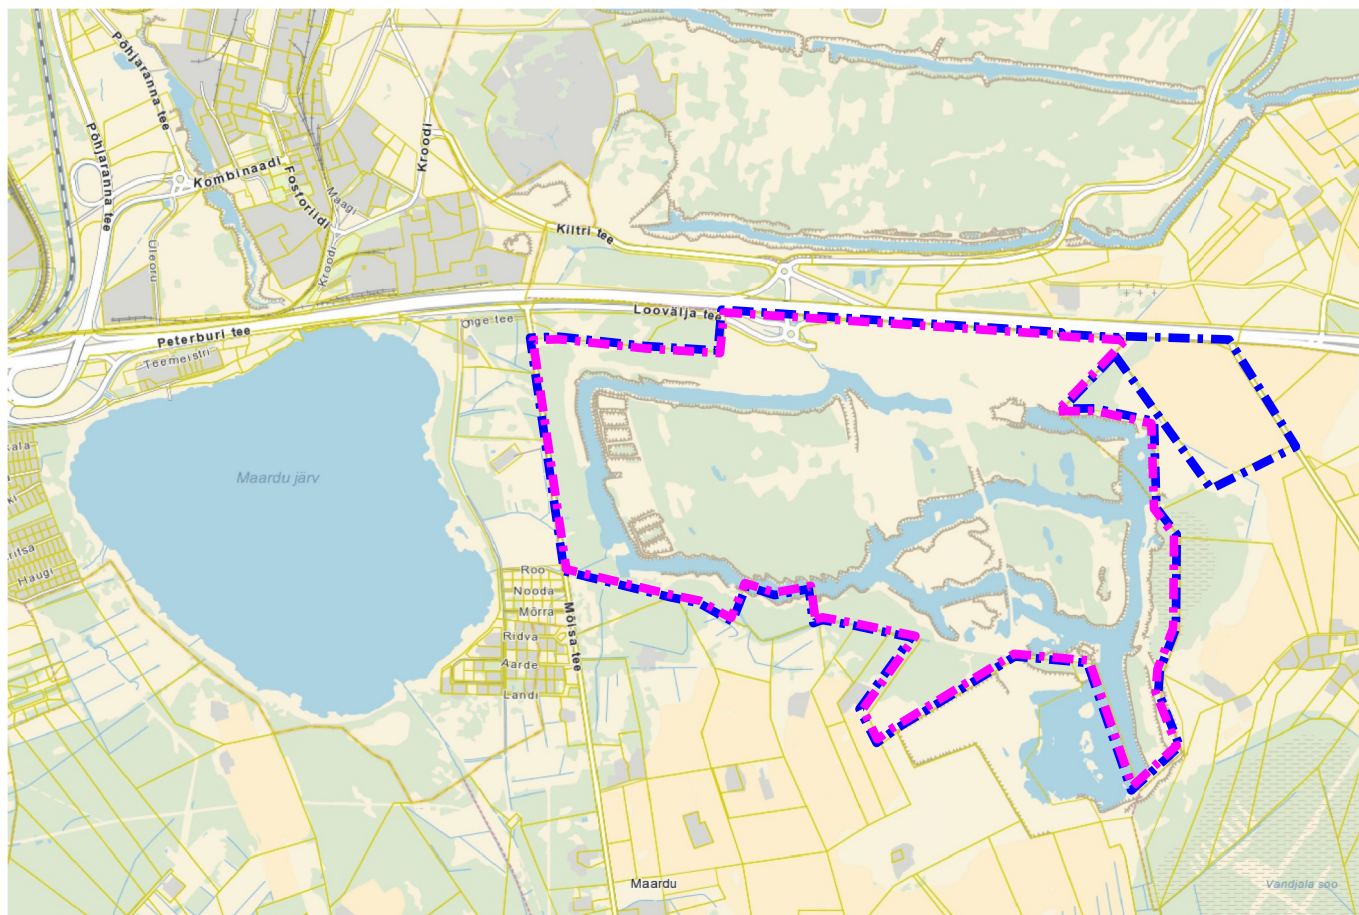 Põhjaranna tee
Põhjaranna tee
Kombinaadi
Fosforiidi
Maagi
Kroodi
Kroodi
Ülleoru
Kiltri tee
Loovälja tee
Õige tee
Peterburi tee
Teemeistri
Maardu järv
Haugi
Roo
Nooda
Mõrra
Ridva
Aarde
Landi
Mõisa tee
Maardu
Vandjala soo